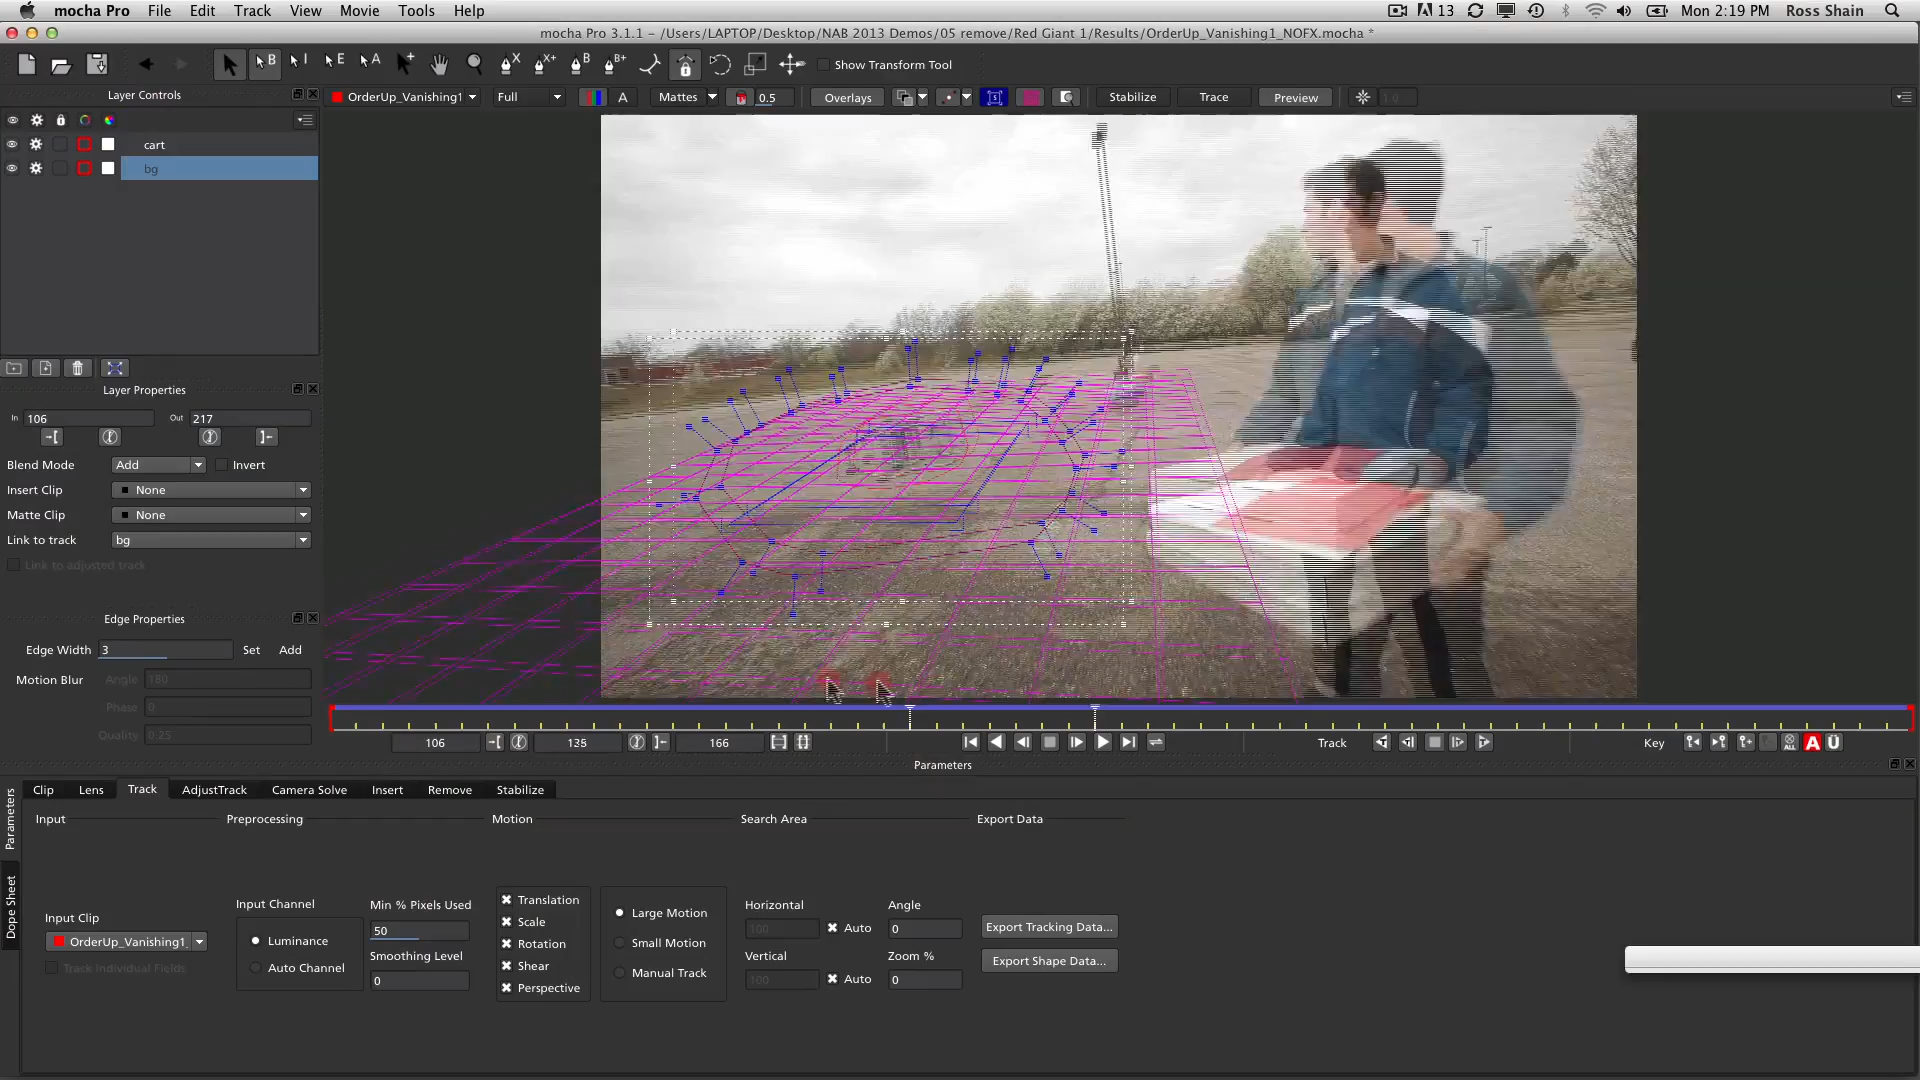 mocha Pro File Edit Track View Movie Tools Help 13 Mon 2:19 PM Ross Shain
mocha Pro 3.1.1 - /Users/LAPTOP/Desktop/NAB 2013 Demos/05 remove/Red Giant 1/Results/OrderUp_Vanishing1_NOFX.mocha *
B I E A X X+ B B+ Show Transform Tool
Layer Controls OrderUp_Vanishing1 Full A Mattes 0.5 Overlays Stabilize Trace Preview 1.0
cart
bg
Layer Properties
In 106 Out 217
Blend Mode Add Invert
Insert Clip None
Matte Clip None
Link to track bg
Link to adjusted track
Edge Properties
Edge Width 3 Set Add
Motion Blur Angle 180
Phase 0
Quality 0.25
106 135 166 Track Key ALL A Ü
Parameters
Clip Lens Track AdjustTrack Camera Solve Insert Remove Stabilize
Parameters
Dope Sheet
Input Preprocessing Motion Search Area Export Data
Input Clip
OrderUp_Vanishing1_
Track Individual Fields
Input Channel
Luminance
Auto Channel
Min % Pixels Used
50
Smoothing Level
0
Translation
Scale
Rotation
Shear
Perspective
Large Motion
Small Motion
Manual Track
Horizontal
100 Auto
Vertical
100 Auto
Angle
0
Zoom %
0
Export Tracking Data...
Export Shape Data...